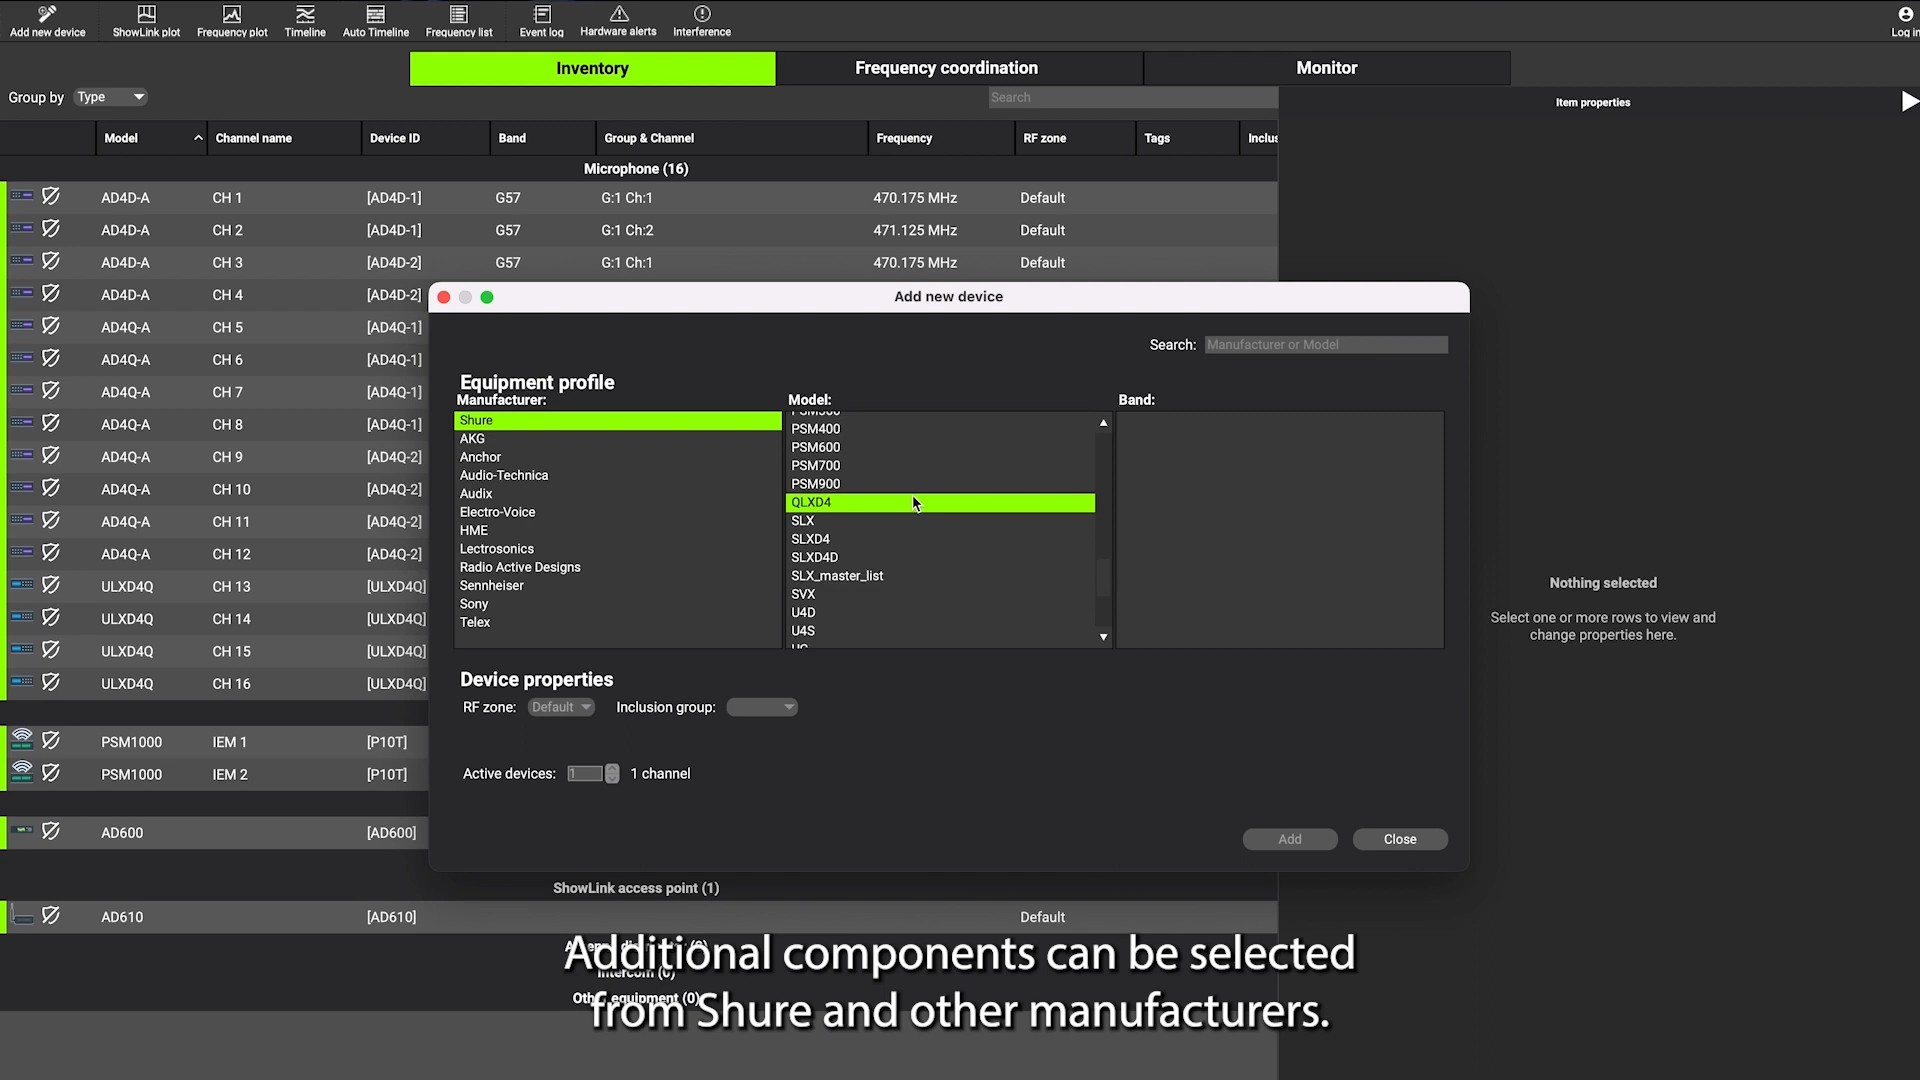 Add new device ShowLink plot Frequency plot Timeline Auto Timeline Frequency list Event log Hardware alerts Interference Log in
Inventory Frequency coordination Monitor
Group by Type Search Item properties
Model Channel name Device ID Band Group & Channel Frequency RF zone Tags Inclus
Microphone (16)
AD4D-A CH 1 [AD4D-1] G57 G:1 Ch:1 470.175 MHz Default
AD4D-A CH 2 [AD4D-1] G57 G:1 Ch:2 471.125 MHz Default
AD4D-A CH 3 [AD4D-2] G57 G:1 Ch:1 470.175 MHz Default
AD4D-A CH 4 [AD4D-2]
AD4Q-A CH 5 [AD4Q-1]
AD4Q-A CH 6 [AD4Q-1]
AD4Q-A CH 7 [AD4Q-1]
AD4Q-A CH 8 [AD4Q-1]
AD4Q-A CH 9 [AD4Q-2]
AD4Q-A CH 10 [AD4Q-2]
AD4Q-A CH 11 [AD4Q-2]
AD4Q-A CH 12 [AD4Q-2]
ULXD4Q CH 13 [ULXD4Q]
ULXD4Q CH 14 [ULXD4Q]
ULXD4Q CH 15 [ULXD4Q]
ULXD4Q CH 16 [ULXD4Q]
PSM1000 IEM 1 [P10T]
PSM1000 IEM 2 [P10T]
AD600 [AD600]
ShowLink access point (1)
AD610 [AD610] Default
Intercom (0)
equipment (0)
Add new device
Search: Manufacturer or Model
Equipment profile
Manufacturer: Model: Band:
Shure
AKG
Anchor
Audio-Technica
Audix
Electro-Voice
HME
Lectrosonics
Radio Active Designs
Sennheiser
Sony
Telex
PSM400
PSM600
PSM700
PSM900
QLXD4
SLX
SLXD4
SLXD4D
SLX_master_list
SVX
U4D
U4S
Device properties
RF zone: Default Inclusion group:
Active devices: 1 1 channel
Add Close
Nothing selected
Select one or more rows to view and
change properties here.
Additional components can be selected
from Shure and other manufacturers.